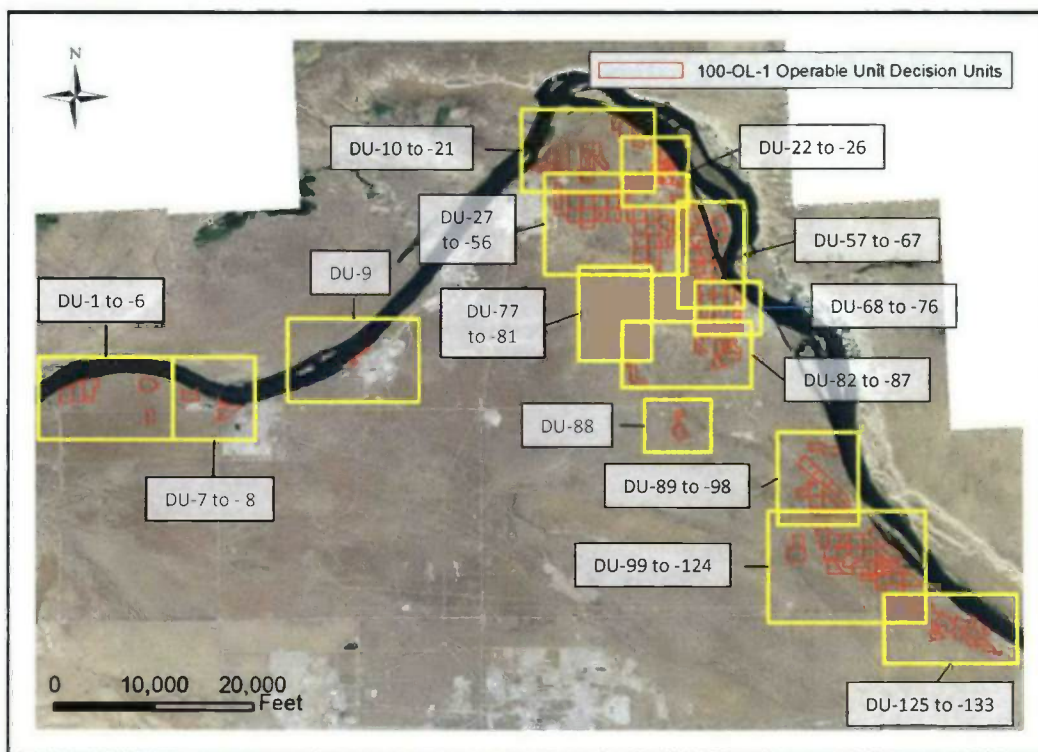 N
100-OL-1 Operable Unit Decision Units
DU-10 to -21
DU-22 to -26
DU-27
to -56
DU-57 to -67
DU-9
DU-1 to -6
DU-77
to -81
DU-68 to -76
DU-82 to -87
DU-88
DU-89 to -98
DU-7 to - 8
DU-99 to -124
0 10,000 20,000
Feet
DU-125 to -133